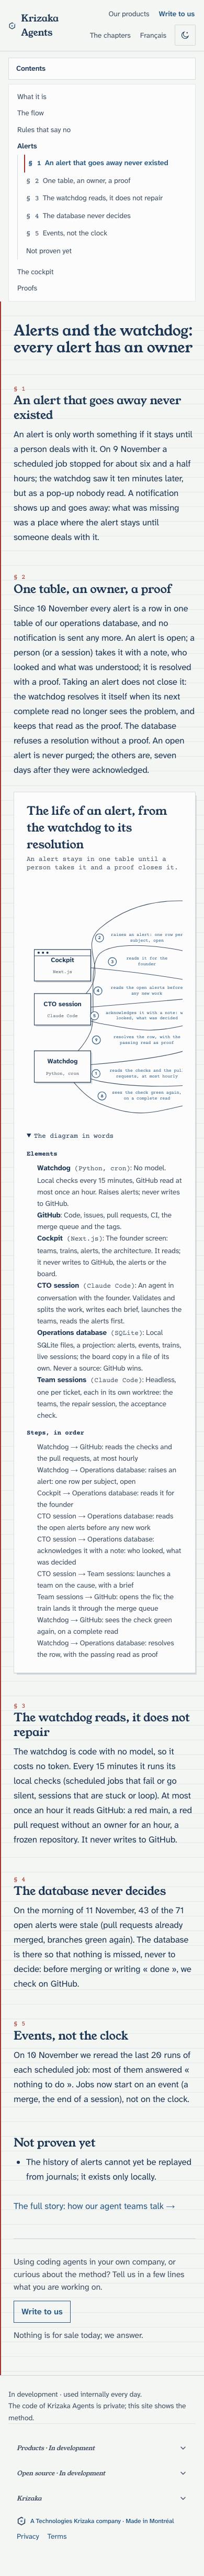 Krizaka
Agents
Our products
Write to us
The chapters
Français
Contents
What it is
The flow
Rules that say no
Alerts
§ 1 An alert that goes away never existed
§ 2 One table, an owner, a proof
§ 3 The watchdog reads, it does not repair
§ 4 The database never decides
§ 5 Events, not the clock
Not proven yet
The cockpit
Proofs
Alerts and the watchdog:
every alert has an owner
§ 1
An alert that goes away never
existed
An alert is only worth something if it stays until
a person deals with it. On 9 November a
scheduled job stopped for about six and a half
hours; the watchdog saw it ten minutes later,
but as a pop-up nobody read. A notification
shows up and goes away: what was missing
was a place where the alert stays until
someone deals with it.
§ 2
One table, an owner, a proof
Since 10 November every alert is a row in one
table of our operations database, and no
notification is sent any more. An alert is open; a
person (or a session) takes it with a note, who
looked and what was understood; it is resolved
with a proof. Taking an alert does not close it:
the watchdog resolves it when its next
complete read no longer sees the problem, and
keeps that read as the proof. The database
refuses a resolution without a proof. An open
alert is never purged; the others are, seven
days after they were acknowledged.
The life of an alert, from
the watchdog to its
resolution
An alert stays in one table until a
person takes it and a proof closes it.
2
raises an alert: one row per
subject, open
Cockpit
Next.js
3
reads it for the
founder
4
reads the open alerts before
any new work
CTO session
Claude Code
5
acknowledges it with a note:
looked, what was decided
9
resolves the row, with the
passing read as proof
Watchdog
Python, cron
1
reads the checks and the
requests, at most hourly
8
sees the check green again,
on a complete read
▼ The diagram in words
Elements
Watchdog (Python, cron): No model.
Local checks every 15 minutes, GitHub read at
most once an hour. Raises alerts; never writes
to GitHub.
GitHub: Code, issues, pull requests, CI, the
merge queue and the tags.
Cockpit (Next.js): The founder screen:
teams, trains, alerts, the architecture. It reads;
it never writes to GitHub, the alerts or the
board.
CTO session (Claude Code): An agent in
conversation with the founder. Validates and
splits the work, writes each brief, launches the
teams, reads the alerts first.
Operations database (SQLite): Local
SQLite files, a projection: alerts, events, trains,
live sessions; the board copy in a file of its
own. Never a source: GitHub wins.
Team sessions (Claude Code): Headless,
one per ticket, each in its own worktree: the
teams, the repair session, the acceptance
check.
Steps, in order
Watchdog → GitHub: reads the checks and
the pull requests, at most hourly
Watchdog → Operations database: raises an
alert: one row per subject, open
Cockpit → Operations database: reads it for
the founder
CTO session → Operations database: reads
the open alerts before any new work
CTO session → Operations database:
acknowledges it with a note: who looked, what
was decided
CTO session → Team sessions: launches a
team on the cause, with a brief
Team sessions → GitHub: opens the fix; the
train lands it through the merge queue
Watchdog → GitHub: sees the check green
again, on a complete read
Watchdog → Operations database: resolves
the row, with the passing read as proof
§ 3
The watchdog reads, it does not
repair
The watchdog is code with no model, so it
costs no token. Every 15 minutes it runs its
local checks (scheduled jobs that fail or go
silent, sessions that are stuck or loop). At most
once an hour it reads GitHub: a red main, a red
pull request without an owner for an hour, a
frozen repository. It never writes to GitHub.
§ 4
The database never decides
On the morning of 11 November, 43 of the 71
open alerts were stale (pull requests already
merged, branches green again). The database
is there so that nothing is missed, never to
decide: before merging or writing « done », we
check on GitHub.
§ 5
Events, not the clock
On 10 November we reread the last 20 runs of
each scheduled job: most of them answered «
nothing to do ». Jobs now start on an event (a
merge, the end of a session), not on the clock.
Not proven yet
• The history of alerts cannot yet be replayed
from journals; it exists only locally.
The full story: how our agent teams talk →
Using coding agents in your own company, or
curious about the method? Tell us in a few lines
what you are working on.
Write to us
Nothing is for sale today; we answer.
In development · used internally every day.
The code of Krizaka Agents is private; this site shows the
method.
Products · In development
Open source · In development
Krizaka
A Technologies Krizaka company · Made in Montréal
Privacy
Terms